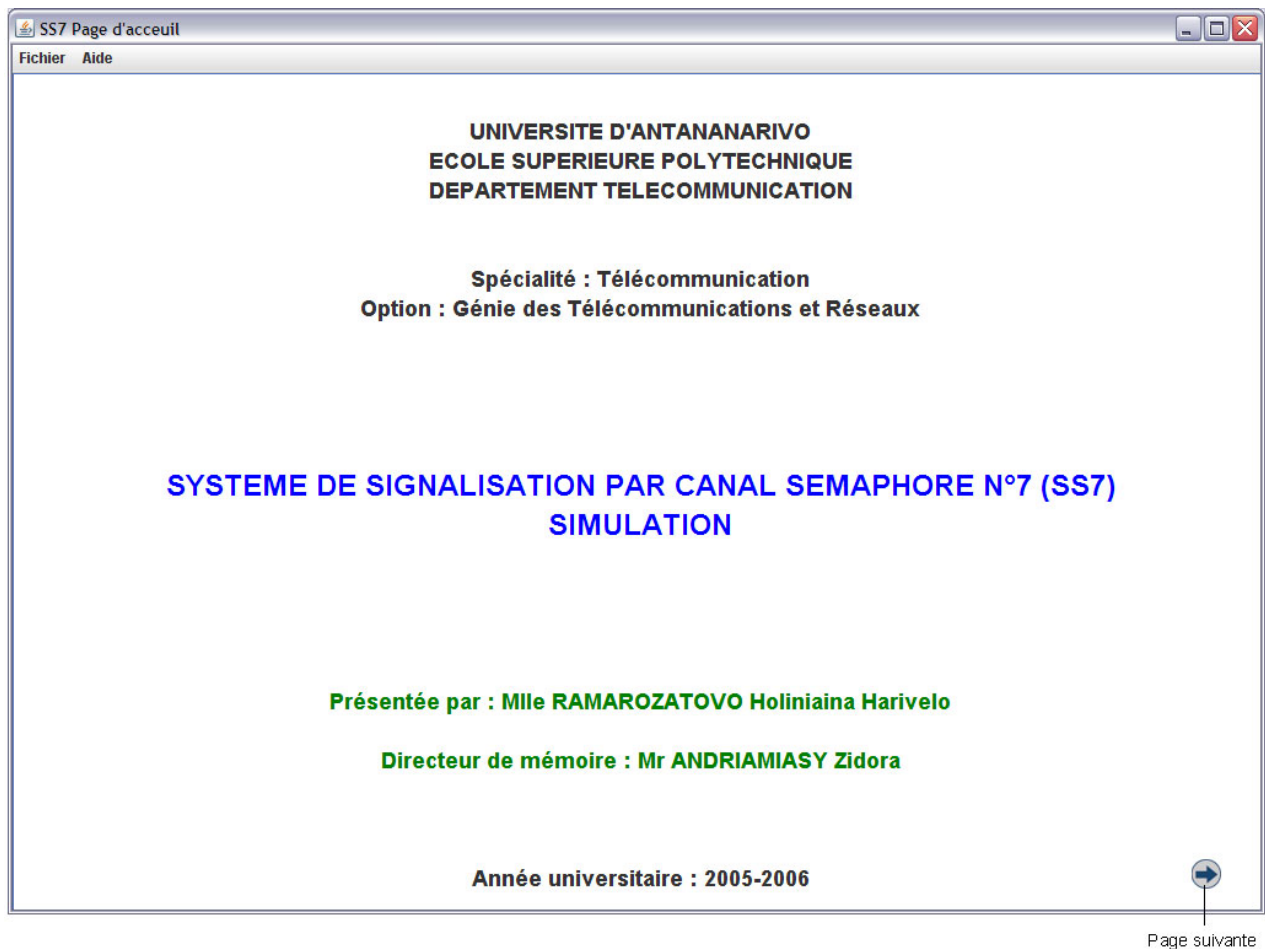 SS7 Page d'acceuil
Fichier Aide
UNIVERSITE D'ANTANANARIVO
ECOLE SUPERIEURE POLYTECHNIQUE
DEPARTEMENT TELECOMMUNICATION
Spécialité : Télécommunication
Option : Génie des Télécommunications et Réseaux
SYSTEME DE SIGNALISATION PAR CANAL SEMAPHORE N°7 (SS7)
SIMULATION
Présentée par : Mlle RAMAROZATOVO Holiniaina Harivelo
Directeur de mémoire : Mr ANDRIAMIASY Zidora
Année universitaire : 2005-2006
Page suivante